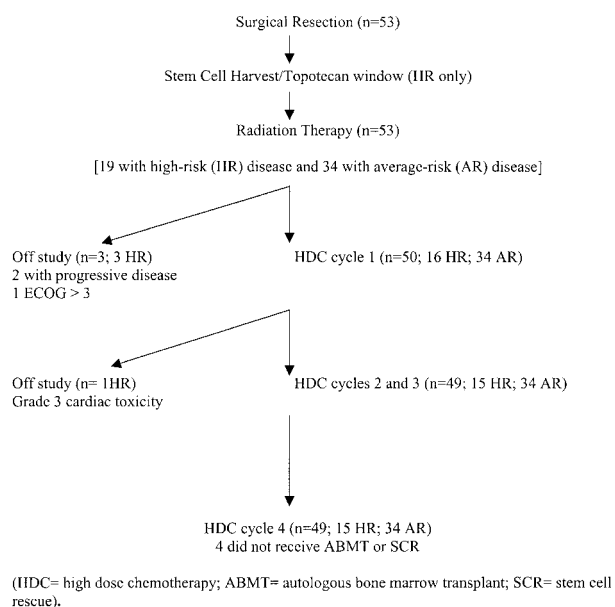 Surgical Resection (n=53)
Stem Cell Harvest/Topotecan window (HR only)
Radiation Therapy (n=53)
[19 with high-risk (HR) disease and 34 with average-risk (AR) disease]
Off study (n=3; 3 HR)
2 with progressive disease
1 ECOG > 3
HDC cycle 1 (n=50; 16 HR; 34 AR)
Off study (n= 1HR)
Grade 3 cardiac toxicity
HDC cycles 2 and 3 (n=49; 15 HR; 34 AR)
HDC cycle 4 (n=49; 15 HR; 34 AR)
4 did not receive ABMT or SCR
(HDC= high dose chemotherapy; ABMT= autologous bone marrow transplant; SCR= stem cell
rescue).